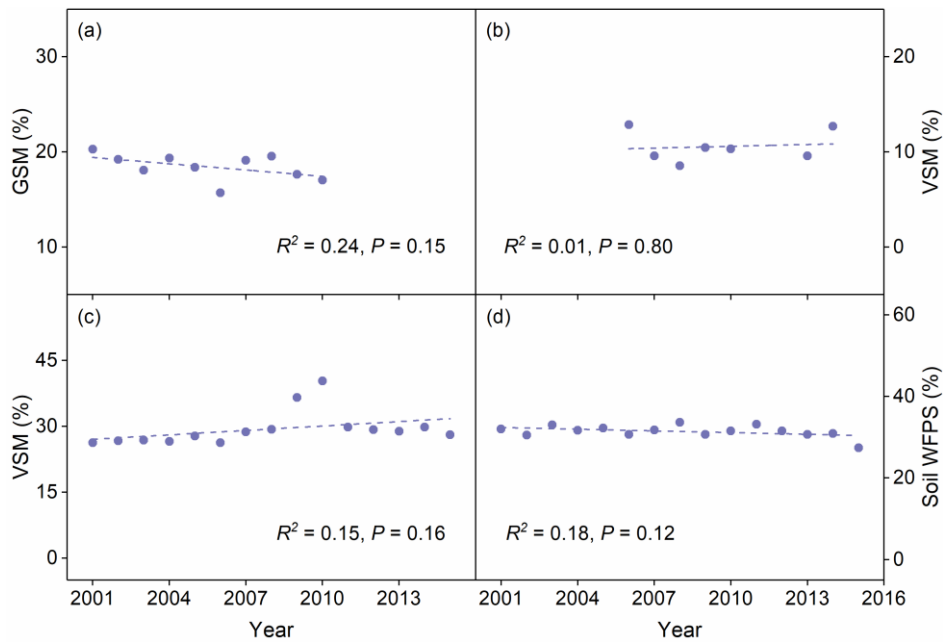 (a)
30
20
10
GSM (%)
R² = 0.24, P = 0.15
(b)
20
10
0
VSM (%)
R² = 0.01, P = 0.80
(c)
45
30
15
0
VSM (%)
R² = 0.15, P = 0.16
2001 2004 2007 2010 2013
Year
(d)
60
40
20
0
Soil WFPS (%)
R² = 0.18, P = 0.12
2001 2004 2007 2010 2013 2016
Year